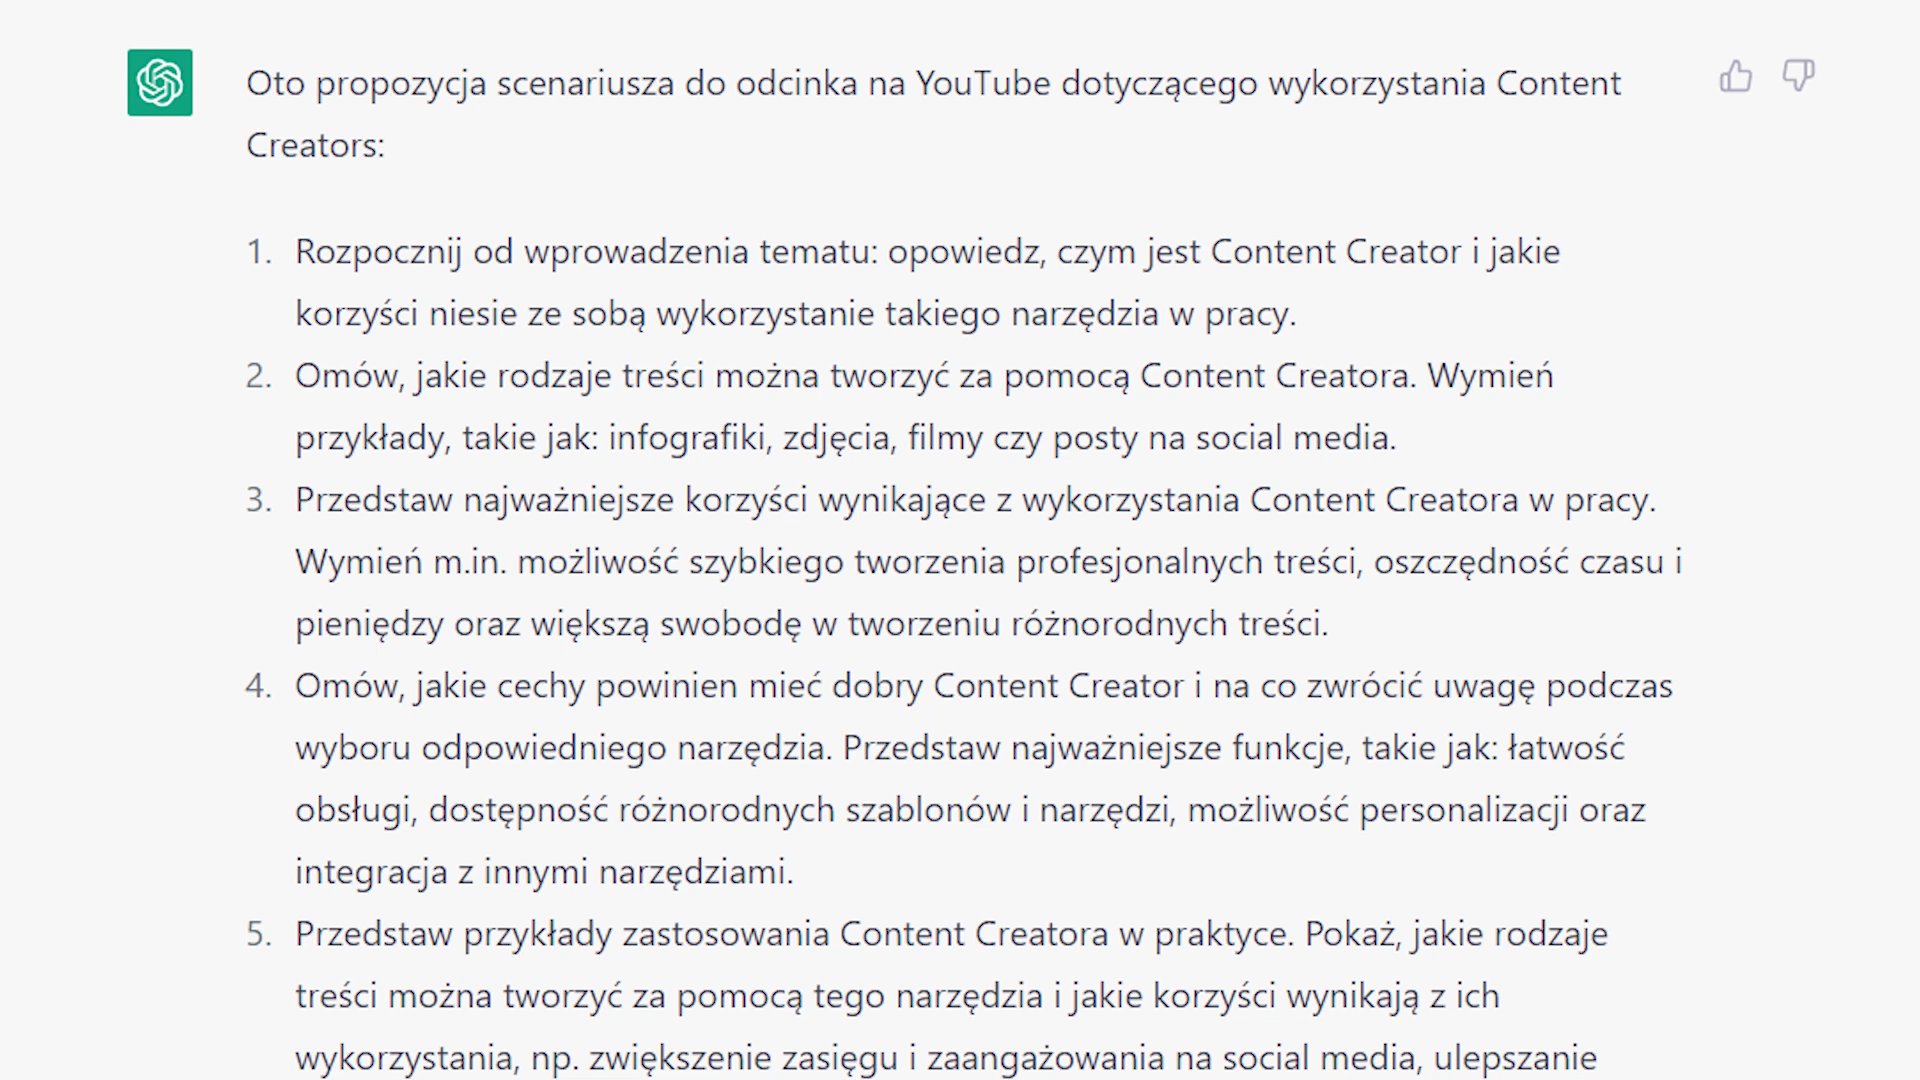 Oto propozycja scenariusza do odcinka na YouTube dotyczącego wykorzystania Content
Creators:
1. Rozpocznij od wprowadzenia tematu: opowiedz, czym jest Content Creator i jakie
korzyści niesie ze sobą wykorzystanie takiego narzędzia w pracy.
2. Omów, jakie rodzaje treści można tworzyć za pomocą Content Creatora. Wymień
przykłady, takie jak: infografiki, zdjęcia, filmy czy posty na social media.
3. Przedstaw najważniejsze korzyści wynikające z wykorzystania Content Creatora w pracy.
Wymień m.in. możliwość szybkiego tworzenia profesjonalnych treści, oszczędność czasu i
pieniędzy oraz większą swobodę w tworzeniu różnorodnych treści.
4. Omów, jakie cechy powinien mieć dobry Content Creator i na co zwrócić uwagę podczas
wyboru odpowiedniego narzędzia. Przedstaw najważniejsze funkcje, takie jak: łatwość
obsługi, dostępność różnorodnych szablonów i narzędzi, możliwość personalizacji oraz
integracja z innymi narzędziami.
5. Przedstaw przykłady zastosowania Content Creatora w praktyce. Pokaż, jakie rodzaje
treści można tworzyć za pomocą tego narzędzia i jakie korzyści wynikają z ich
wykorzystania, np. zwiększenie zasięgu i zaangażowania na social media, ulepszanie